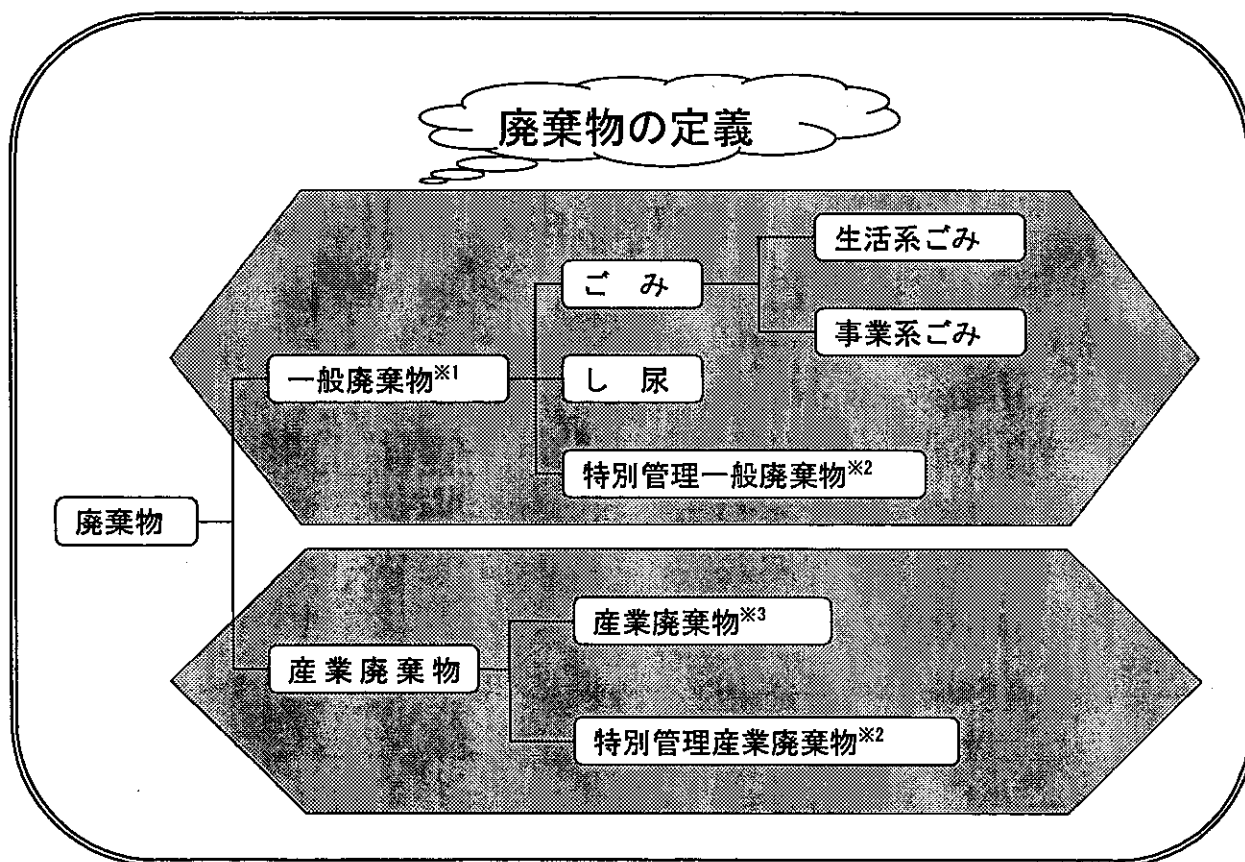 廃棄物の定義
生活系ごみ
ごみ
事業系ごみ
一般廃棄物※1
し尿
特別管理一般廃棄物※2
廃棄物
産業廃棄物※3
産業廃棄物
特別管理産業廃棄物※2